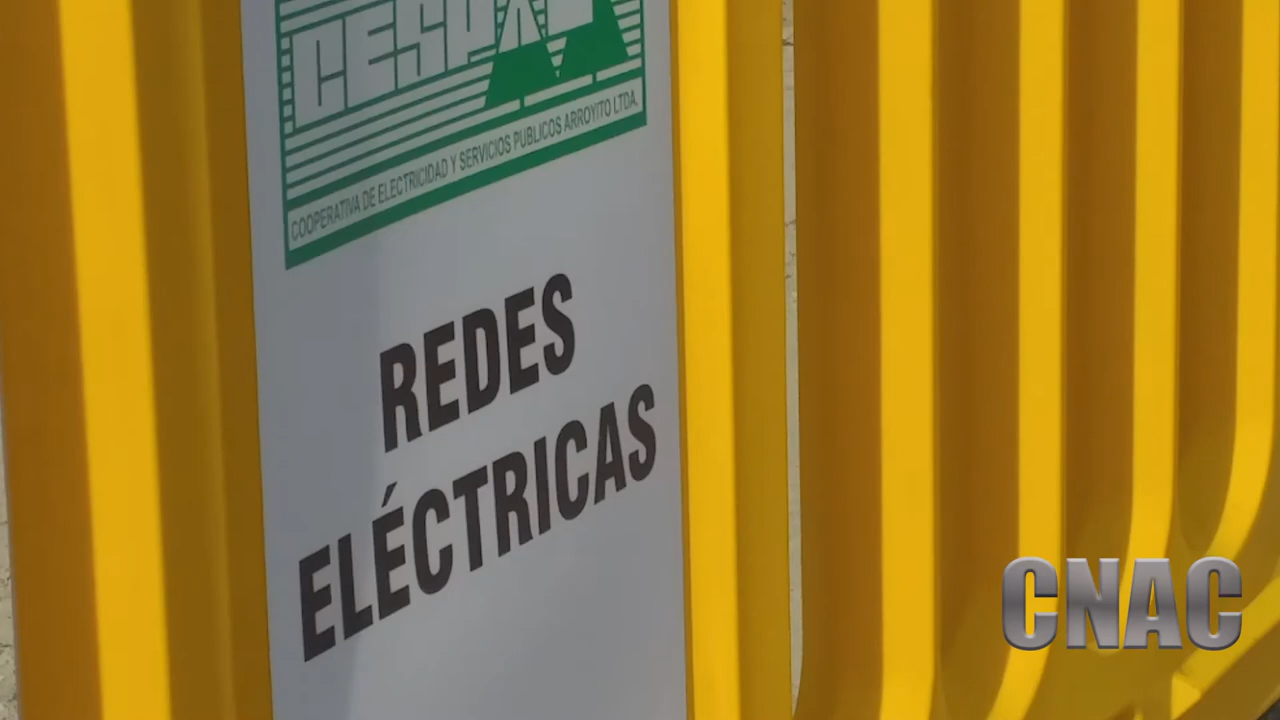 COOPERATIVA DE ELECTRICIDAD Y SERVICIOS PUBLICOS ARROYITO LTDA.
REDES
ELÉCTRICAS
CNAC